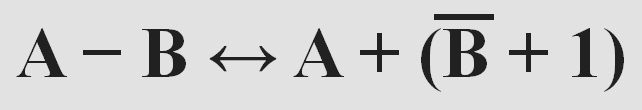 A − B ↔ A + (B̅ + 1)